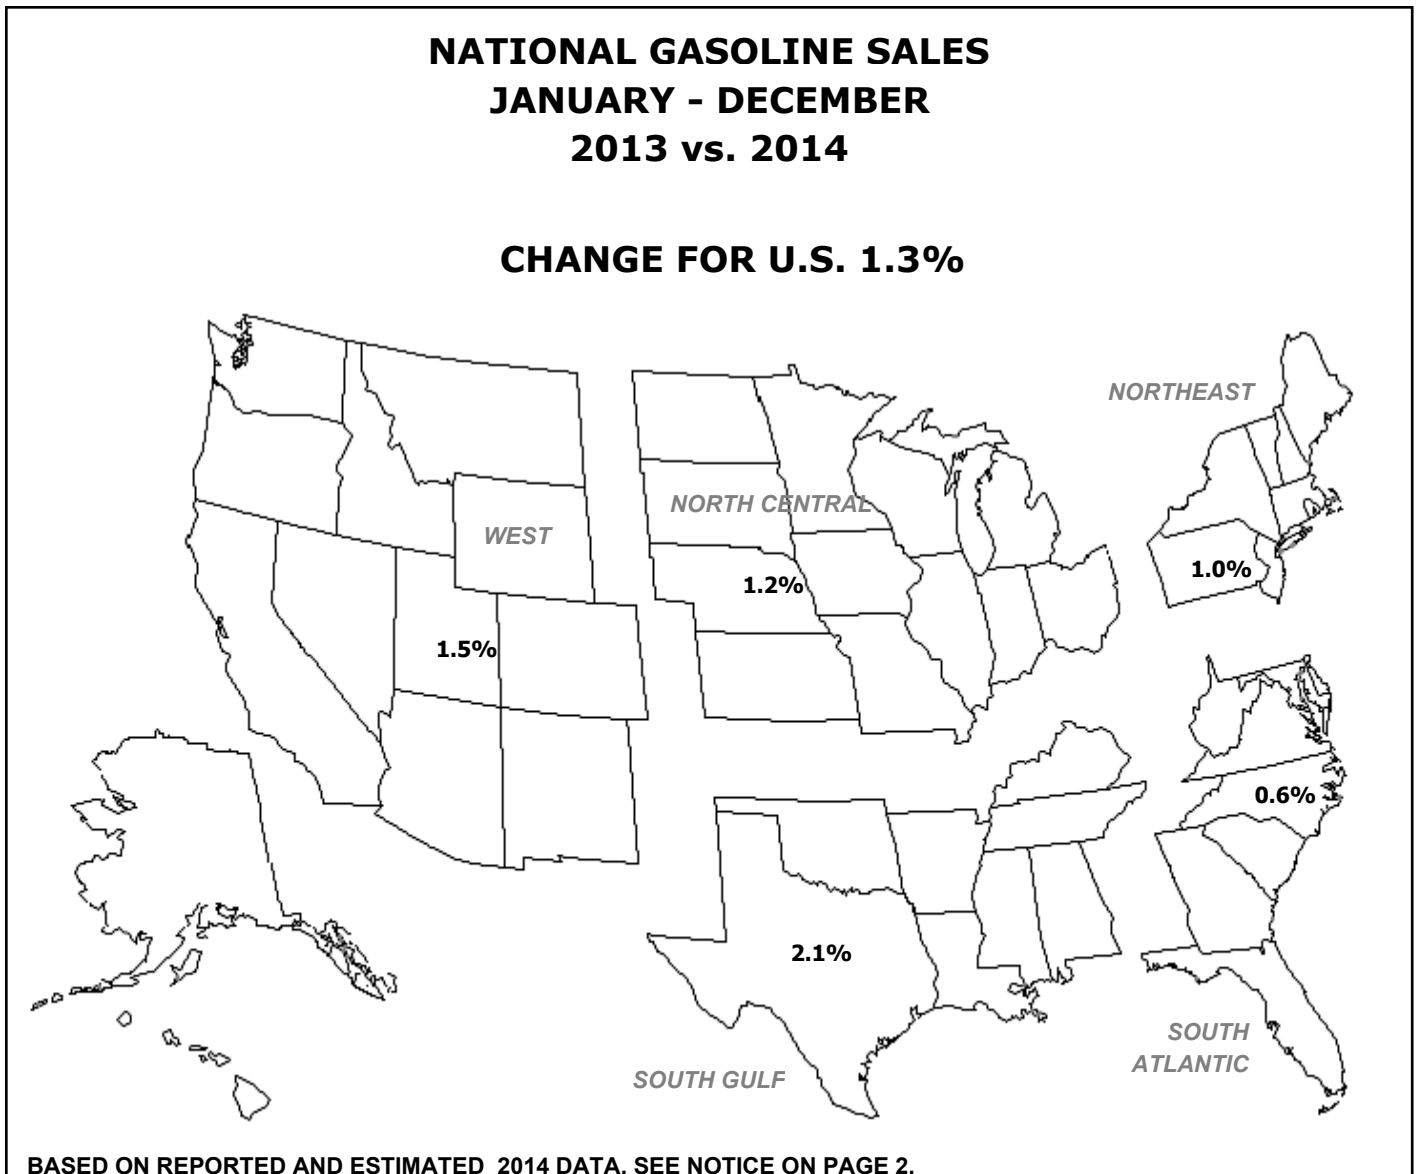 NATIONAL GASOLINE SALES
JANUARY - DECEMBER
2013 vs. 2014
CHANGE FOR U.S. 1.3%
NORTHEAST
NORTH CENTRAL
WEST
1.0%
1.2%
1.5%
0.6%
2.1%
SOUTH
ATLANTIC
SOUTH GULF
BASED ON REPORTED AND ESTIMATED  2014 DATA. SEE NOTICE ON PAGE 2.